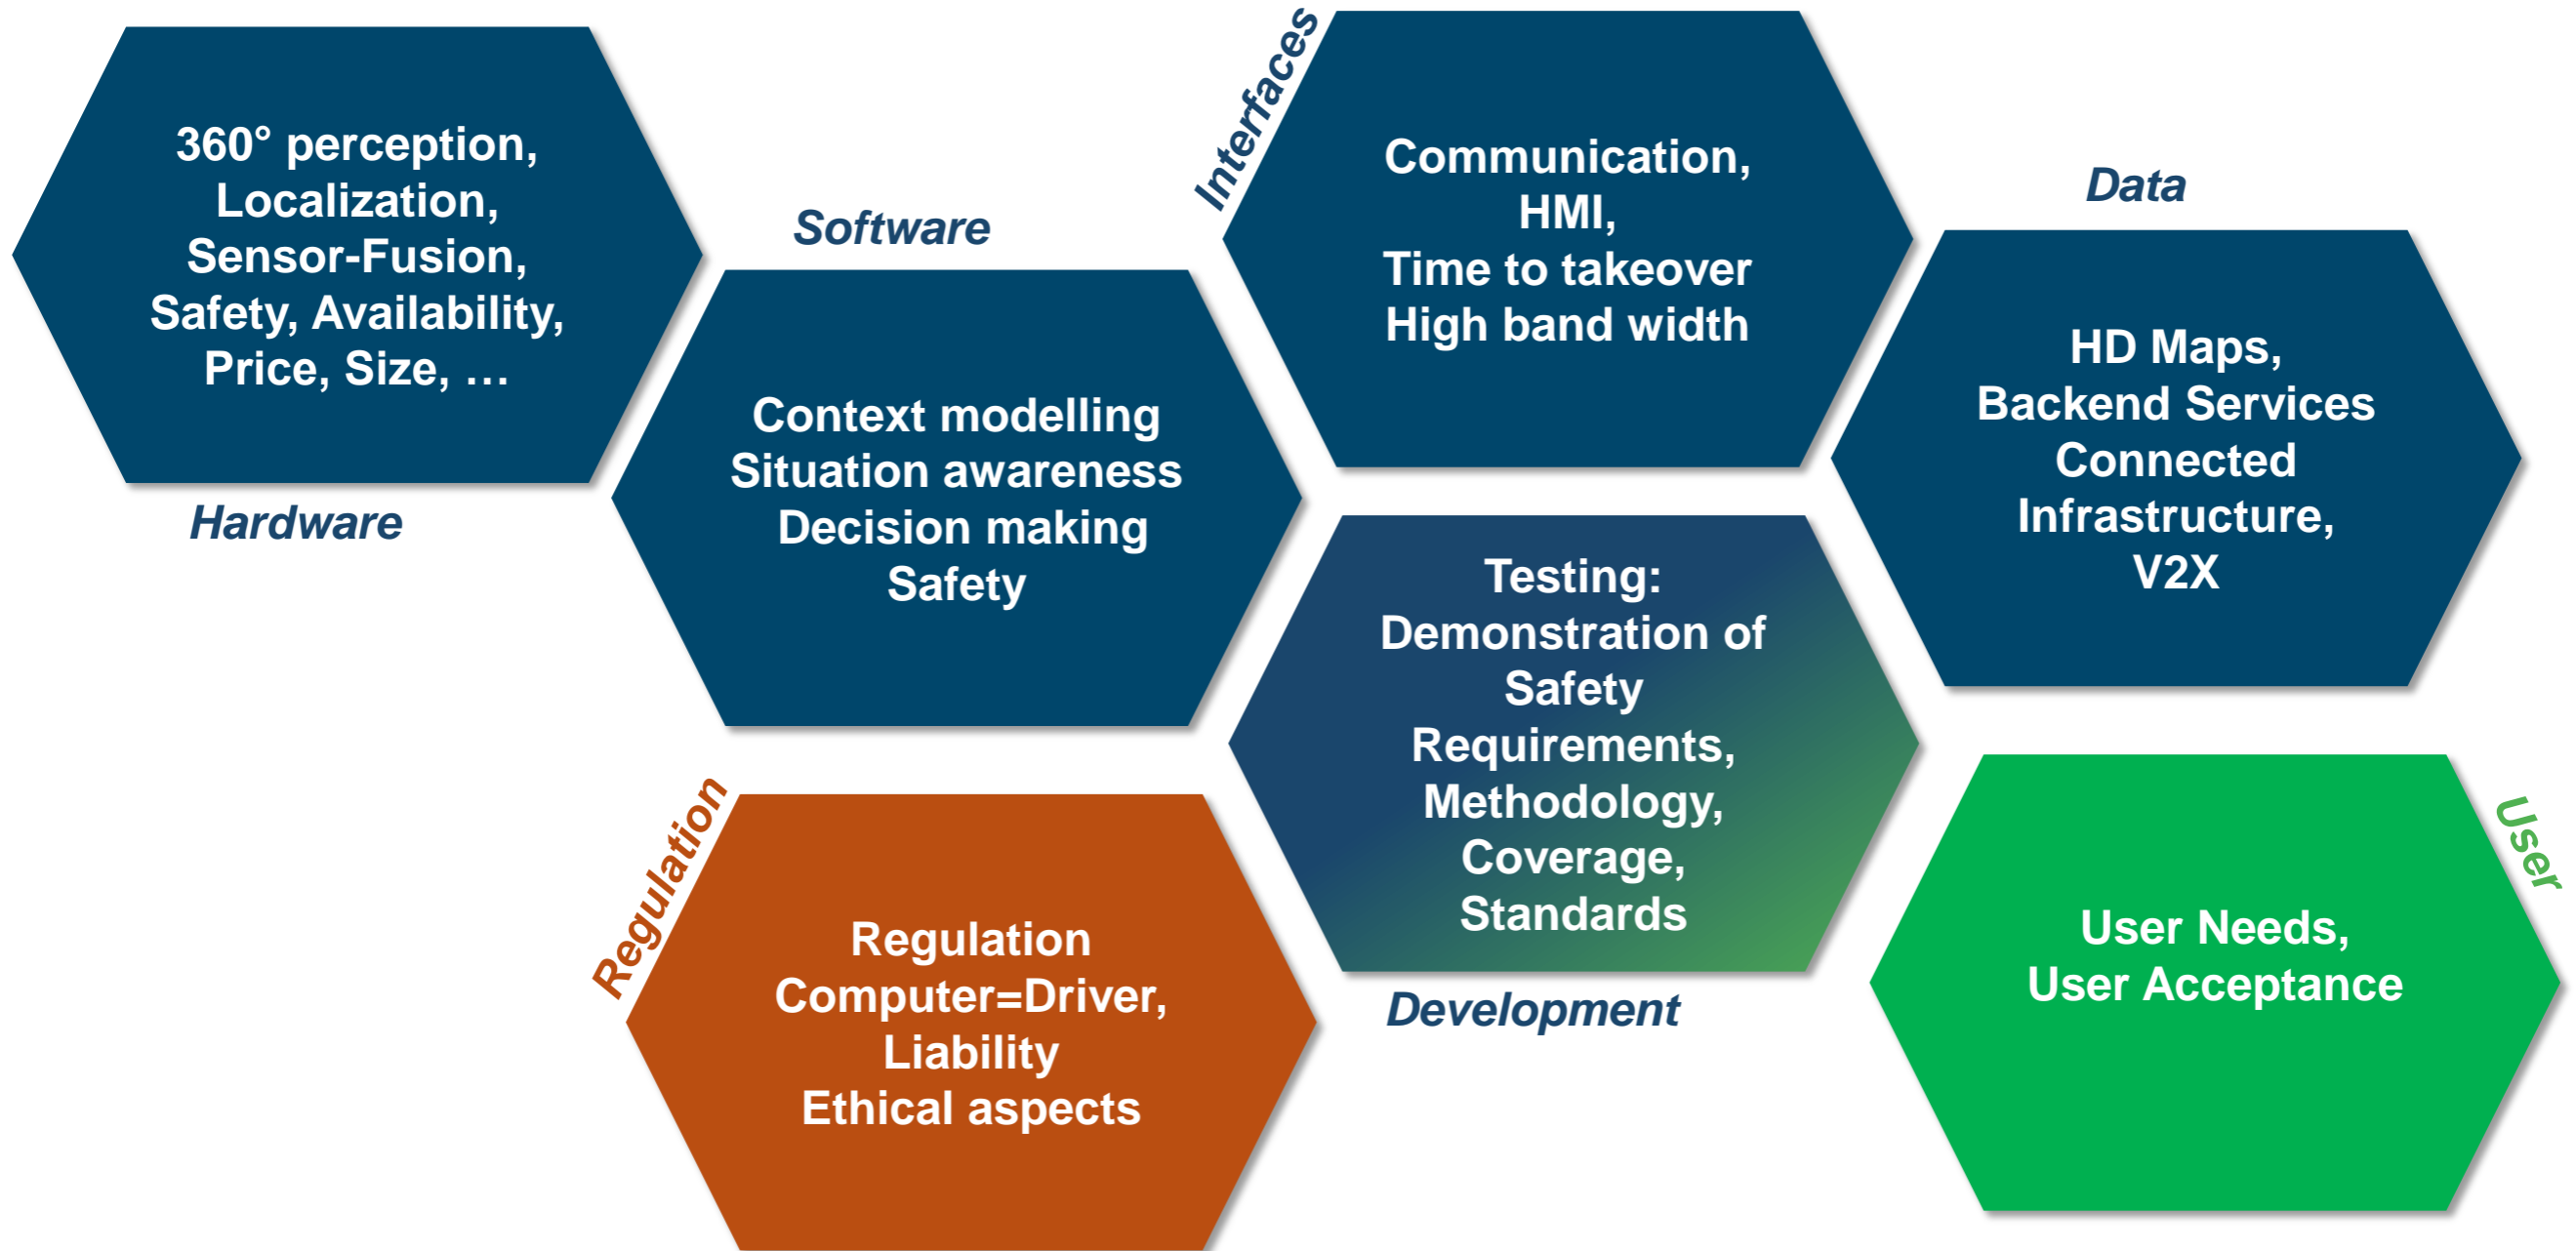 360° perception,
Localization,
Sensor-Fusion,
Safety, Availability,
Price, Size, …
Hardware
Software
Context modelling
Situation awareness
Decision making
Safety
Interfaces
Communication,
HMI,
Time to takeover
High band width
Data
HD Maps,
Backend Services
Connected
Infrastructure,
V2X
Regulation
Regulation
Computer=Driver,
Liability
Ethical aspects
Testing:
Demonstration of
Safety
Requirements,
Methodology,
Coverage,
Standards
Development
User
User Needs,
User Acceptance